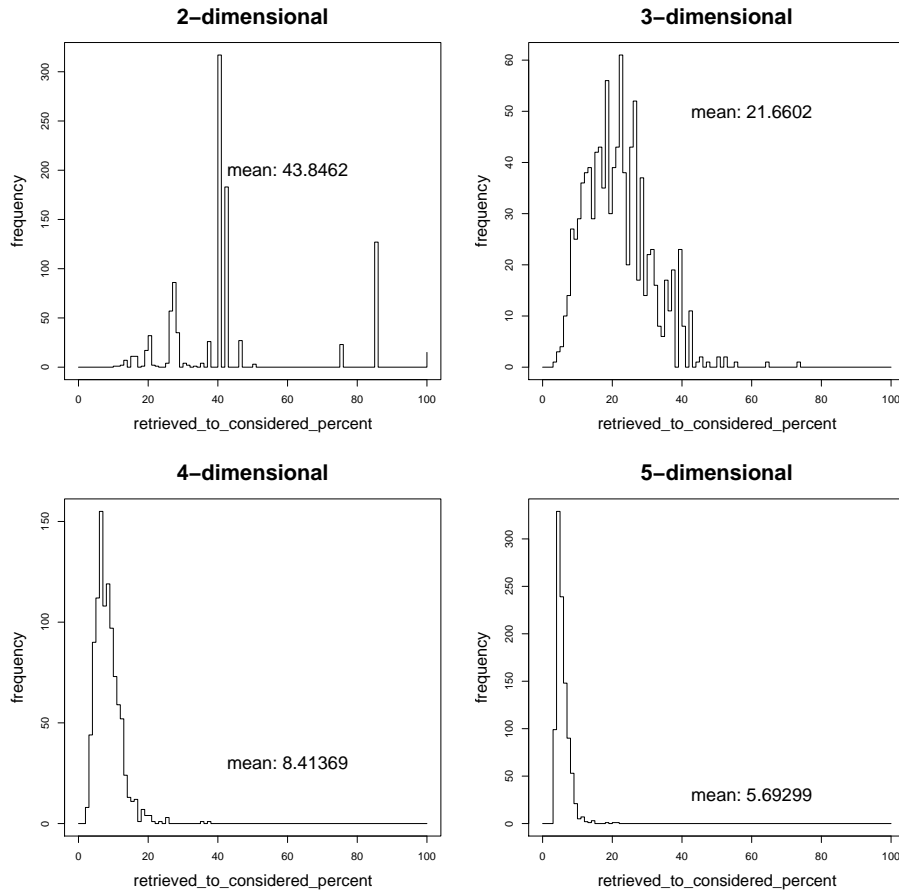 2−dimensional
frequency
0
50
100
150
200
250
300
mean: 43.8462
0 20 40 60 80 100
retrieved_to_considered_percent
3−dimensional
frequency
0
10
20
30
40
50
60
mean: 21.6602
0 20 40 60 80 100
retrieved_to_considered_percent
4−dimensional
frequency
0
50
100
150
mean: 8.41369
0 20 40 60 80 100
retrieved_to_considered_percent
5−dimensional
frequency
0
50
100
150
200
250
300
mean: 5.69299
0 20 40 60 80 100
retrieved_to_considered_percent